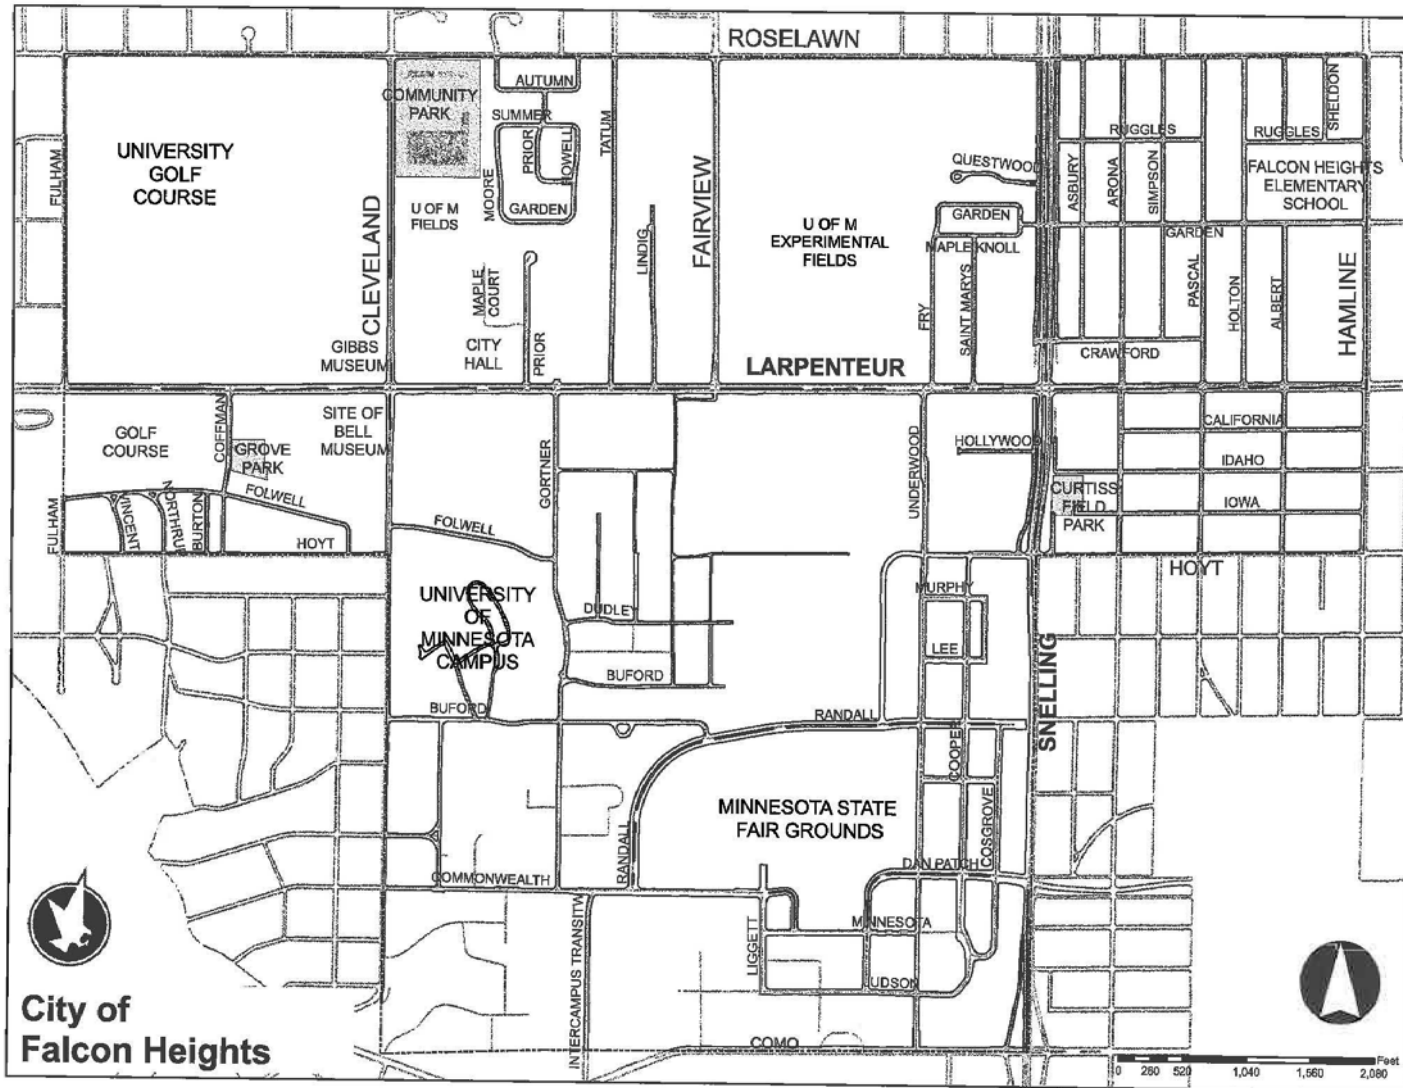 ROSELAWN
AUTUMN
COMMUNITY
PARK
SUMMER
PRIOR
HOWELL
TATUM
MOORE
GARDEN
UNIVERSITY
GOLF
COURSE
FULHAM
CLEVELAND
U OF M
FIELDS
LINDIG
FAIRVIEW
U OF M
EXPERIMENTAL
FIELDS
QUESTWOOD
GARDEN
MAPLE KNOLL
FRY
SAINT MARYS
ASBURY
ARONA
SIMPSON
RUGGLES
RUGGLES
SHELDON
FALCON HEIGHTS
ELEMENTARY
SCHOOL
GARDEN
PASCAL
HOLTON
ALBERT
HAMLINE
CRAWFORD
MAPLE
COURT
CITY
HALL
PRIOR
GIBBS
MUSEUM
LARPENTEUR
GOLF
COURSE
COFFMAN
GROVE
PARK
SITE OF
BELL
MUSEUM
FOLWELL
FULHAM
VINCENT
NORTHRUP
BURTON
HOYT
GORTNER
FOLWELL
UNDERWOOD
HOLLYWOOD
CALIFORNIA
IDAHO
IOWA
CURTISS
FIELD
PARK
HOYT
UNIVERSITY
OF
MINNESOTA
CAMPUS
DUDLEY
BUFORD
BUFORD
MURPHY
LEE
SNELLING
RANDALL
COOPER
COSGROVE
MINNESOTA STATE
FAIR GROUNDS
RANDALL
DAN PATCH
COMMONWEALTH
INTERCAMPUS TRANSITW
LIGGETT
MINNESOTA
UDSON
COMO
City of
Falcon Heights
Feet
0 260 520 1,040 1,560 2,080